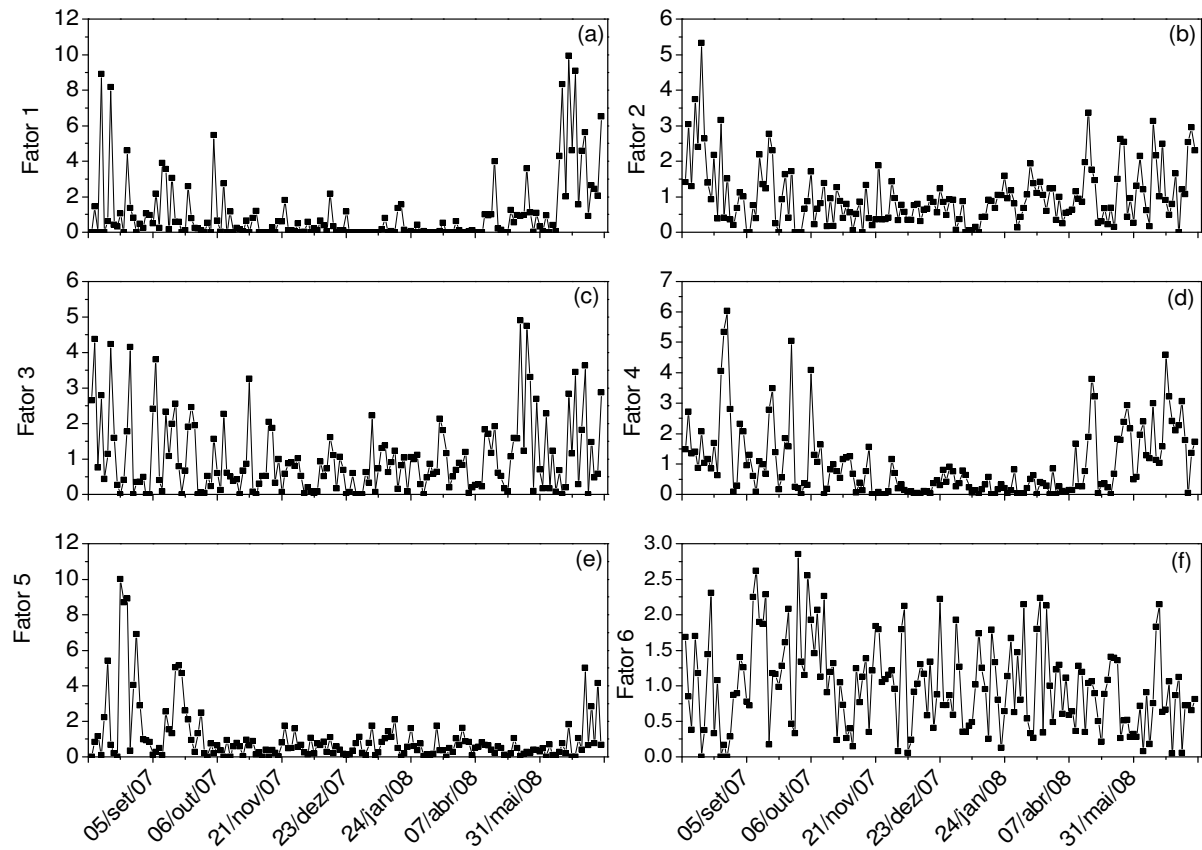 (a)
Fator 1
12
10
8
6
4
2
0
(b)
Fator 2
6
5
4
3
2
1
0
(c)
Fator 3
6
5
4
3
2
1
0
(d)
Fator 4
7
6
5
4
3
2
1
0
(e)
Fator 5
12
10
8
6
4
2
0
05/set/07
06/out/07
21/nov/07
23/dez/07
24/jan/08
07/abr/08
31/mai/08
(f)
Fator 6
3.0
2.5
2.0
1.5
1.0
0.5
0.0
05/set/07
06/out/07
21/nov/07
23/dez/07
24/jan/08
07/abr/08
31/mai/08